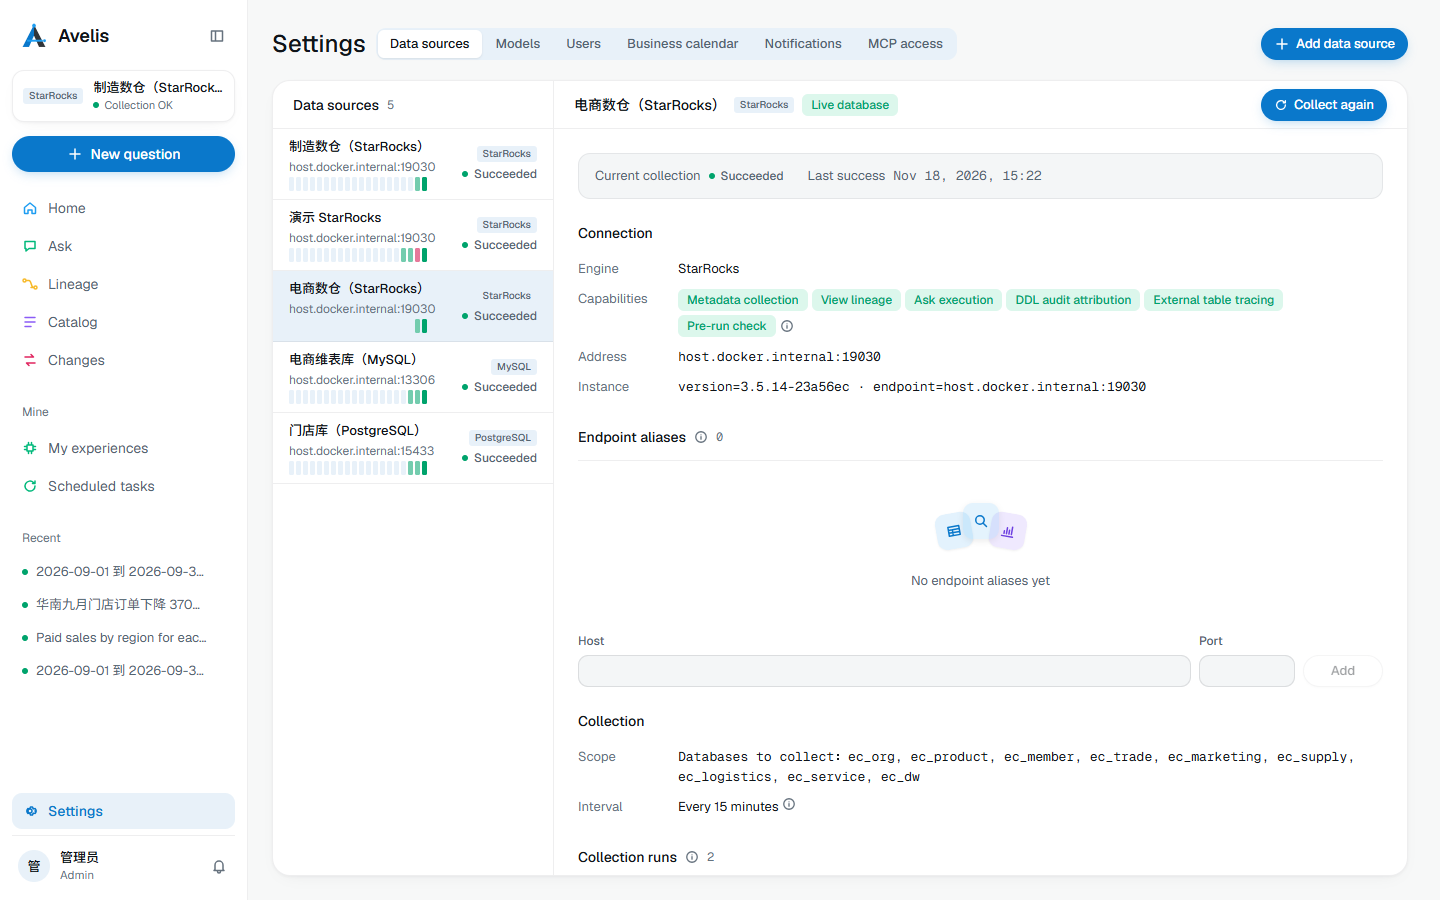 Avelis
StarRocks
制造数仓（StarRock...
Collection OK
New question
Home
Ask
Lineage
Catalog
Changes
Mine
My experiences
Scheduled tasks
Recent
2026-09-01 到 2026-09-3...
华南九月门店订单下降 370...
Paid sales by region for eac...
2026-09-01 到 2026-09-3...
Settings
管
管理员
Admin
Settings
Data sources
Models
Users
Business calendar
Notifications
MCP access
Add data source
Data sources 5
制造数仓（StarRocks）
StarRocks
host.docker.internal:19030
Succeeded
演示 StarRocks
StarRocks
host.docker.internal:19030
Succeeded
电商数仓（StarRocks）
StarRocks
host.docker.internal:19030
Succeeded
电商维表库（MySQL）
MySQL
host.docker.internal:13306
Succeeded
门店库（PostgreSQL）
PostgreSQL
host.docker.internal:15433
Succeeded
电商数仓（StarRocks） StarRocks Live database
Collect again
Current collection Succeeded Last success Nov 18, 2026, 15:22
Connection
Engine StarRocks
Capabilities Metadata collection View lineage Ask execution DDL audit attribution External table tracing
Pre-run check
Address host.docker.internal:19030
Instance version=3.5.14-23a56ec · endpoint=host.docker.internal:19030
Endpoint aliases 0
No endpoint aliases yet
Host Port
Add
Collection
Scope Databases to collect: ec_org, ec_product, ec_member, ec_trade, ec_marketing, ec_supply,
ec_logistics, ec_service, ec_dw
Interval Every 15 minutes
Collection runs 2